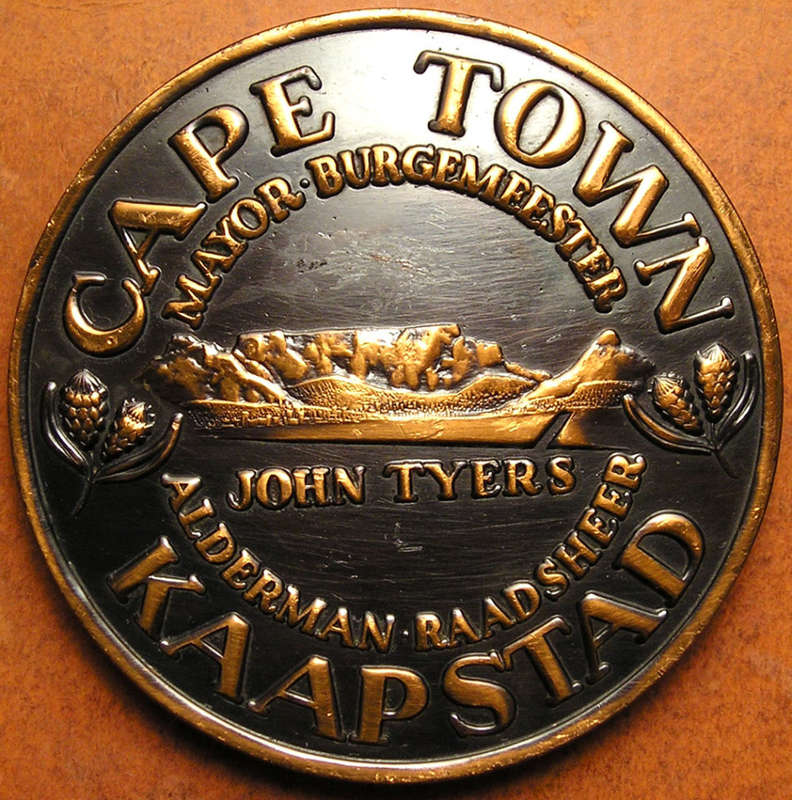 CAPE TOWN
MAYOR · BURGEMEESTER
JOHN TYERS
ALDERMAN · RAADSHEER
KAAPSTAD